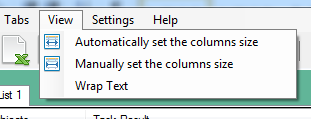 Tabs View Settings Help
Automatically set the columns size
Manually set the columns size
Wrap Text
List 1
Task Result